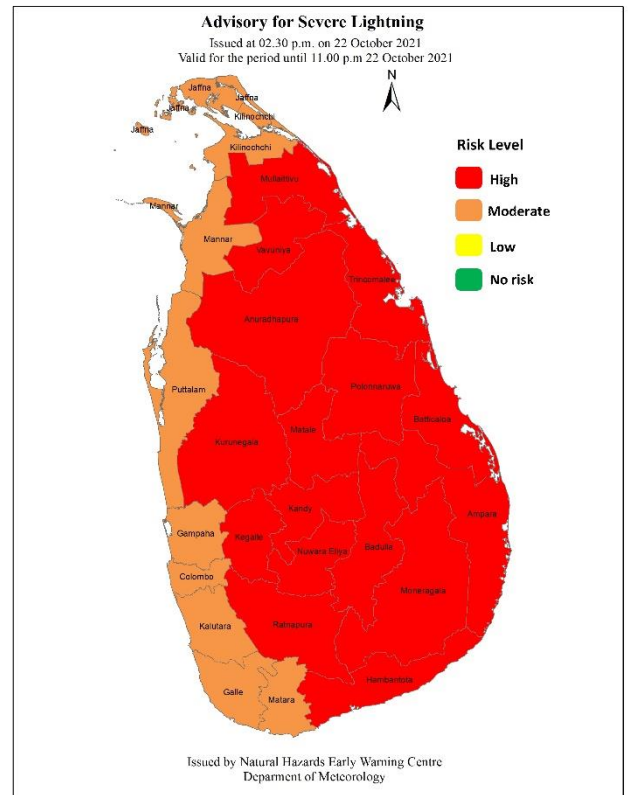 Advisory for Severe Lightning
Issued at 02.30 p.m. on 22 October 2021
Valid for the period until 11.00 p.m 22 October 2021
N
Jaffna
Jaffna
Jaffna
Kilinochchi
Jaffna
Kilinochchi
Risk Level
High
Moderate
Low
No risk
Mullaitivu
Mannar
Mannar
Vavuniya
Trincomalee
Anuradhapura
Puttalam
Polonnaruwa
Batticaloa
Matale
Kurunegala
Kandy
Ampara
Gampaha
Kegalle
Nuwara Eliya
Badulla
Colombo
Moneragala
Kalutara
Ratnapura
Hambantota
Galle
Matara
Issued by Natural Hazards Early Warning Centre
Deparment of Meteorology